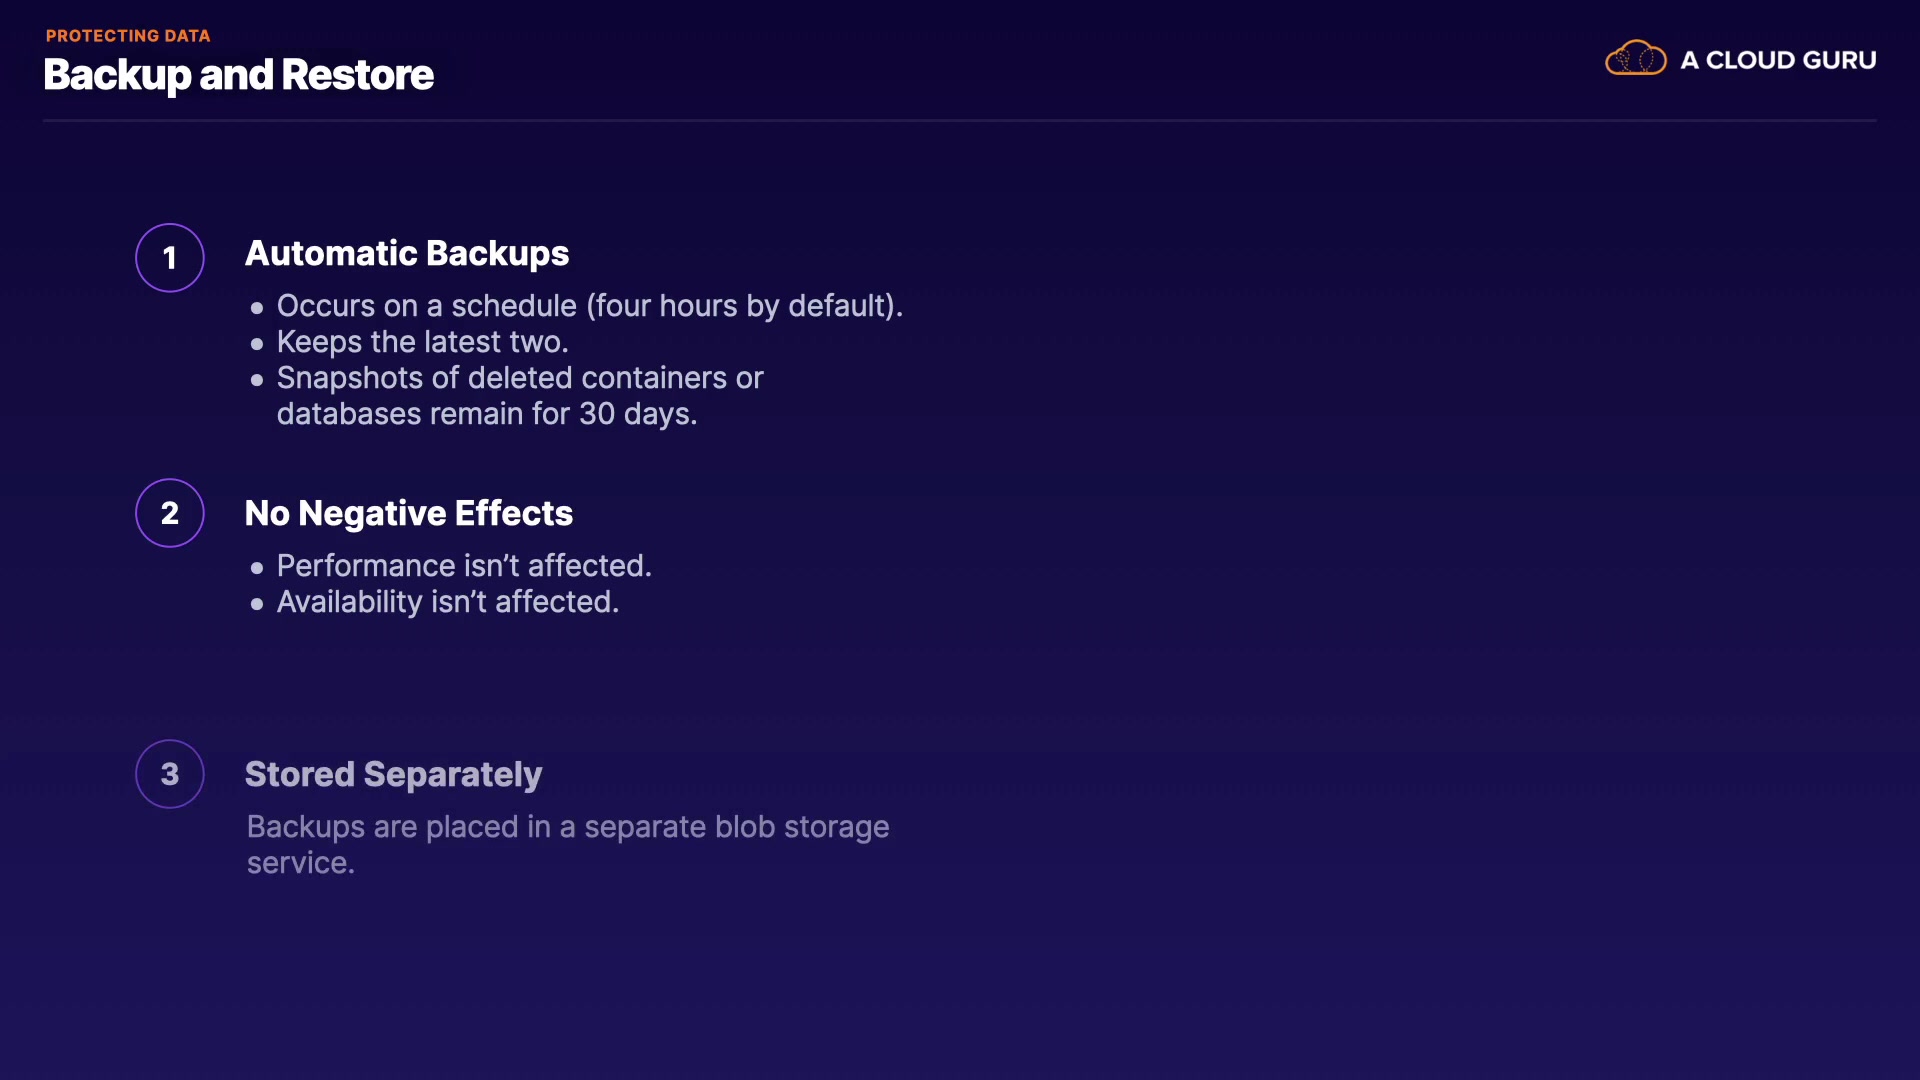 PROTECTING DATA
Backup and Restore
A CLOUD GURU
1
Automatic Backups
• Occurs on a schedule (four hours by default).
• Keeps the latest two.
• Snapshots of deleted containers or
databases remain for 30 days.
2
No Negative Effects
• Performance isn’t affected.
• Availability isn’t affected.
3
Stored Separately
Backups are placed in a separate blob storage
service.